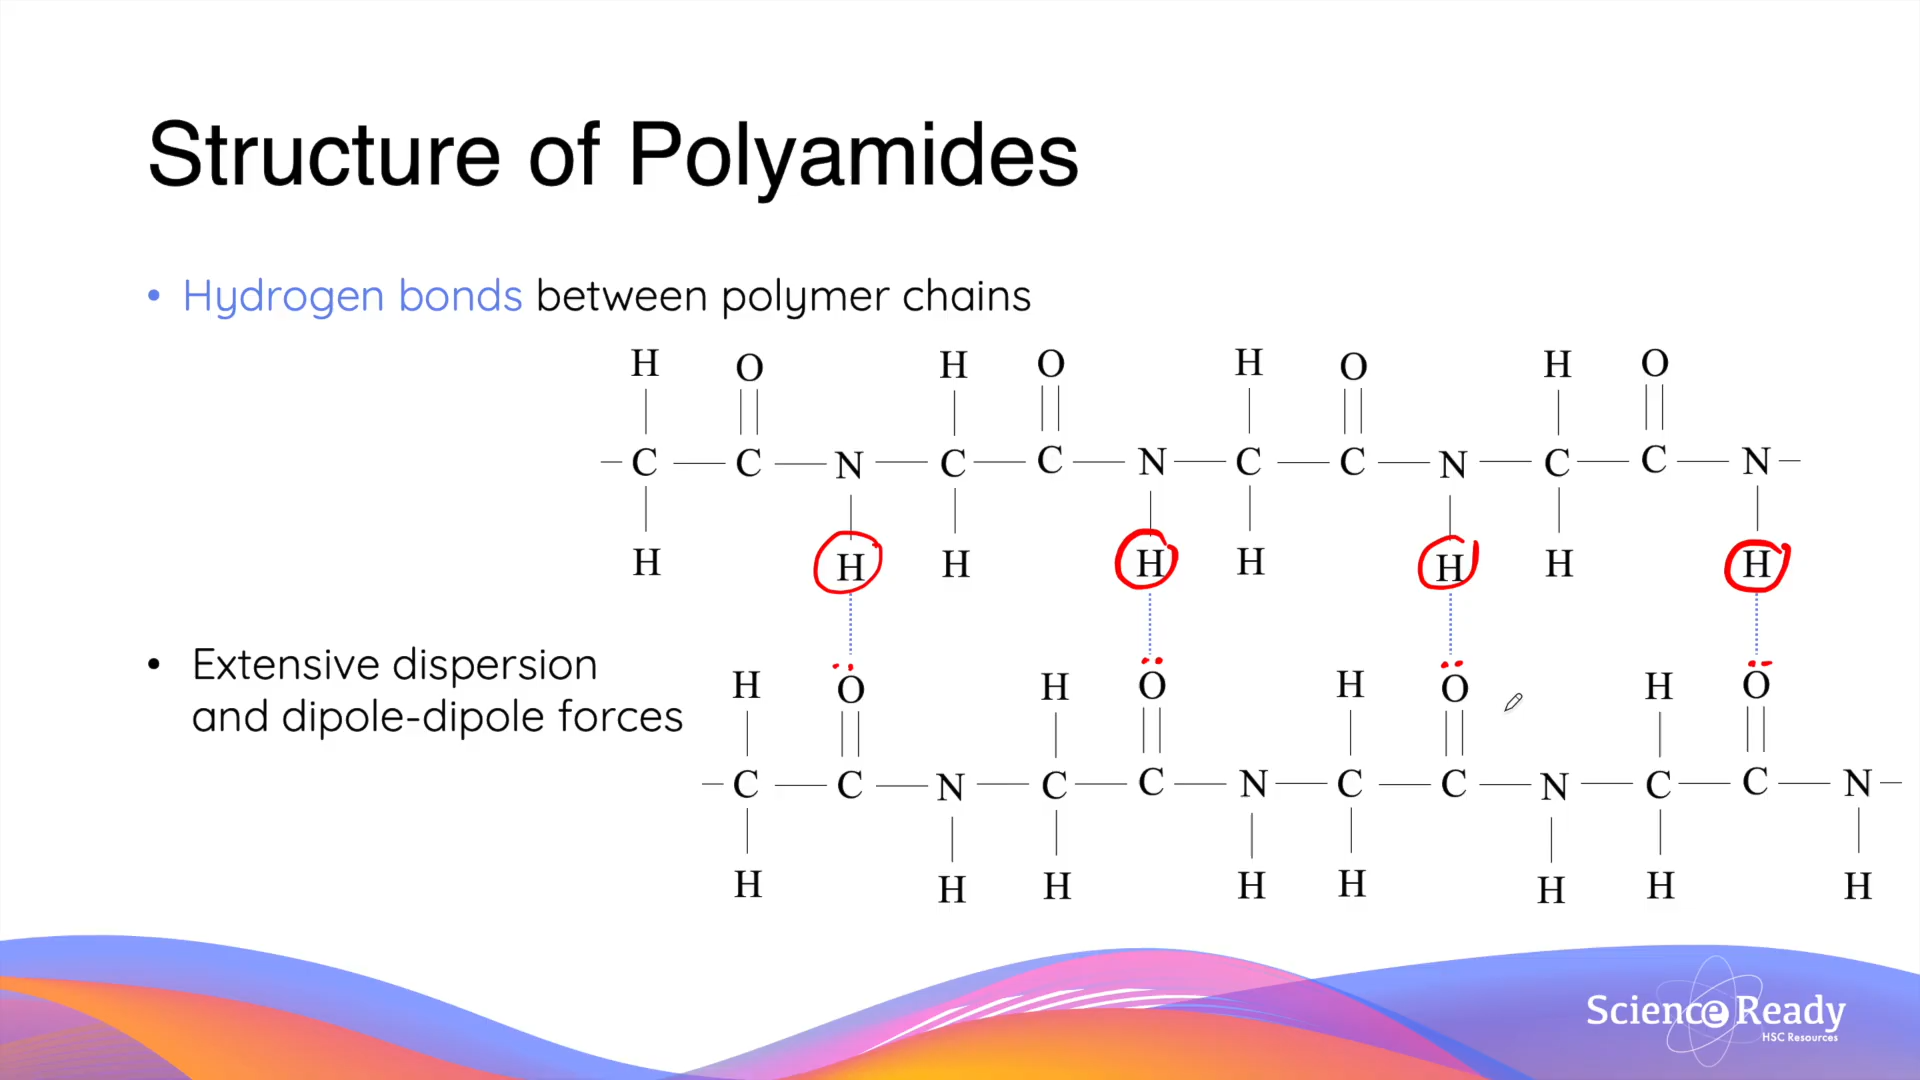 Structure of Polyamides
• Hydrogen bonds between polymer chains
H O H O H O H O
C C N C C N C C N C C N
H H H H H H H H
• Extensive dispersion
and dipole-dipole forces
H O H O H O H O
C C N C C N C C N C C N
H H H H H H H H
Science Ready
HSC Resources